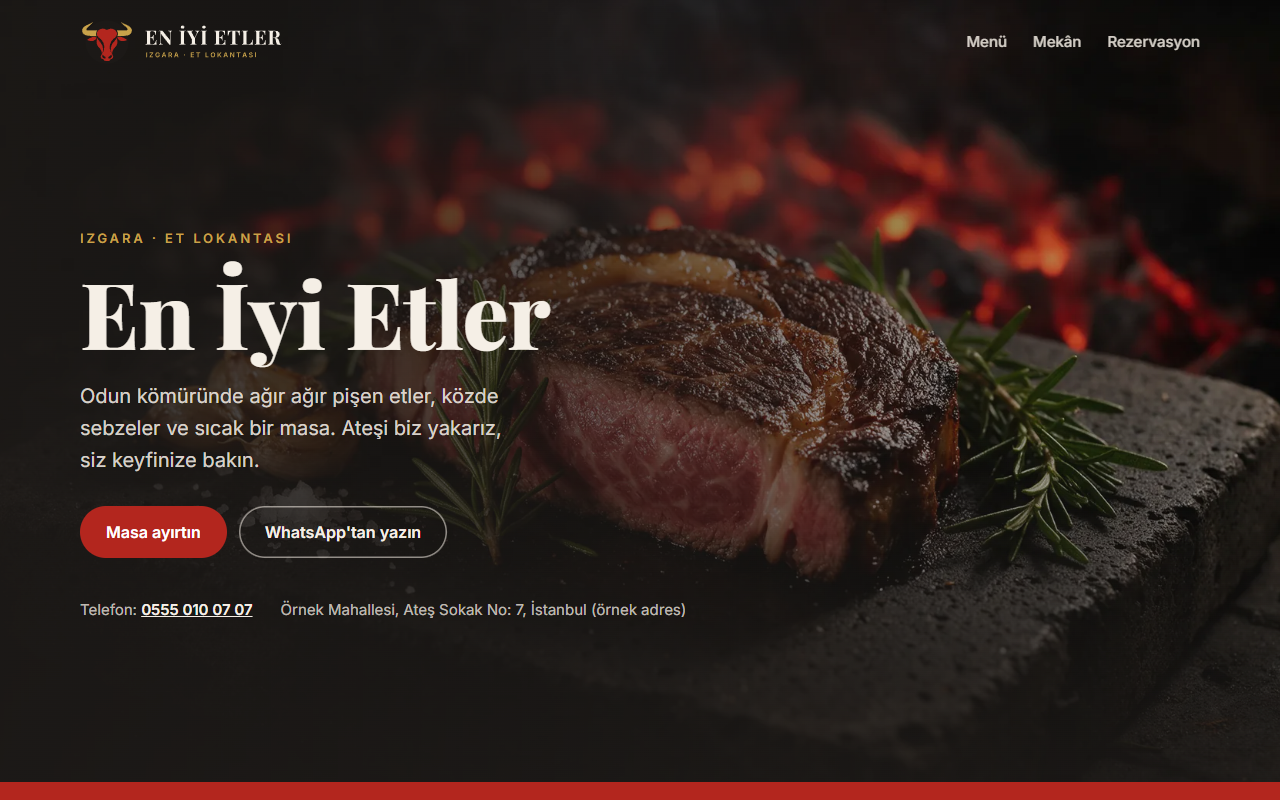 EN İYİ ETLER
IZGARA · ET LOKANTASI
Menü
Mekân
Rezervasyon
IZGARA · ET LOKANTASI
En İyi Etler
Odun kömüründe ağır ağır pişen etler, közde
sebzeler ve sıcak bir masa. Ateşi biz yakarız,
siz keyfinize bakın.
Masa ayırtın
WhatsApp'tan yazın
Telefon: 0555 010 07 07
Örnek Mahallesi, Ateş Sokak No: 7, İstanbul (örnek adres)